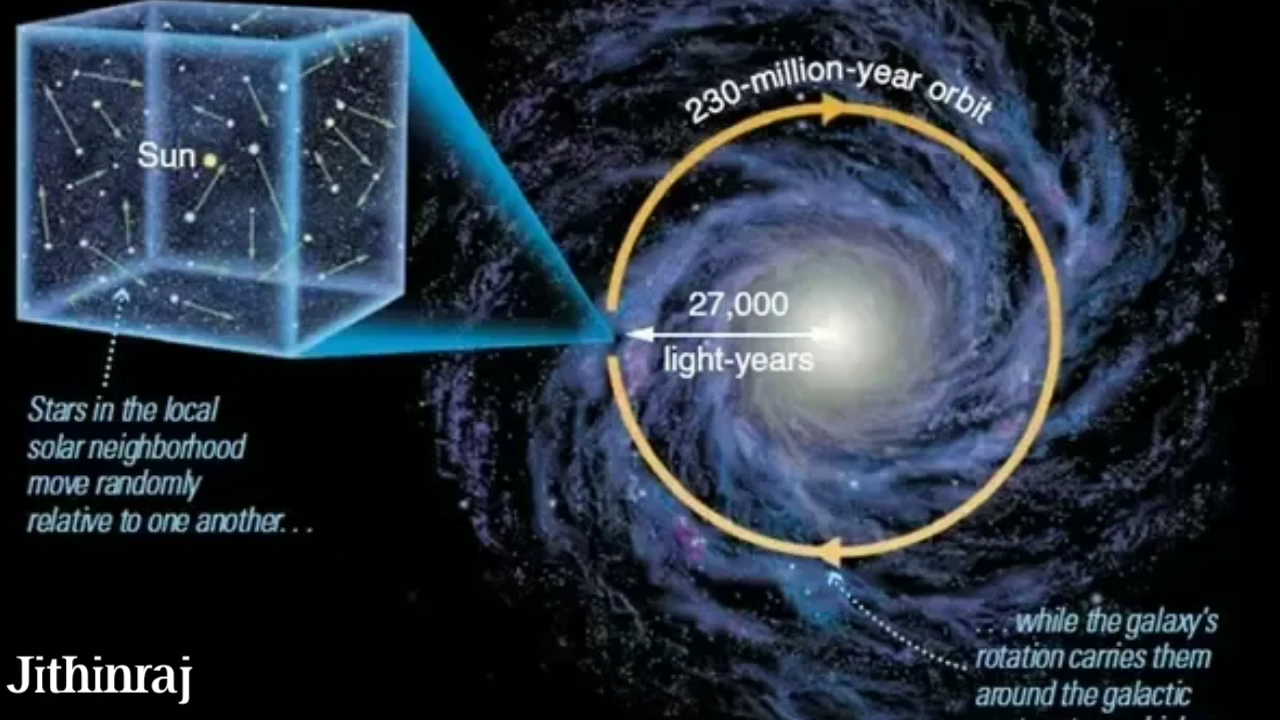 230-million-year orbit
Sun
27,000
light-years
Stars in the local
solar neighborhood
move randomly
relative to one another...
...while the galaxy's
rotation carries them
around the galactic
Jithinraj